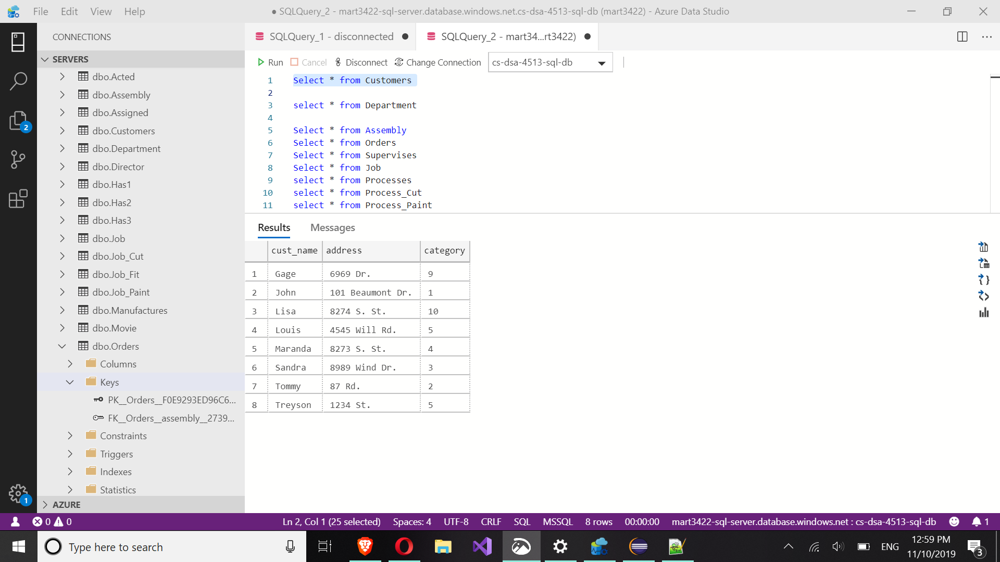 File Edit View Help
● SQLQuery_2 - mart3422-sql-server.database.windows.net.cs-dsa-4513-sql-db (mart3422) - Azure Data Studio
CONNECTIONS
SERVERS
dbo.Acted
dbo.Assembly
dbo.Assigned
dbo.Customers
dbo.Department
dbo.Director
dbo.Has1
dbo.Has2
dbo.Has3
dbo.Job
dbo.Job_Cut
dbo.Job_Fit
dbo.Job_Paint
dbo.Manufactures
dbo.Movie
dbo.Orders
Columns
Keys
PK__Orders__F0E9293ED96C6...
FK__Orders__assembly__2739...
Constraints
Triggers
Indexes
Statistics
AZURE
2
1
SQLQuery_1 - disconnected ●
SQLQuery_2 - mart34...rt3422) ●
Run Cancel Disconnect Change Connection cs-dsa-4513-sql-db
1 Select * from Customers
2
3 select * from Department
4
5 Select * from Assembly
6 Select * from Orders
7 Select * from Supervises
8 Select * from Job
9 select * from Processes
10 select * from Process_Cut
11 select * from Process_Paint
Results Messages
cust_name address category
1 Gage 6969 Dr. 9
2 John 101 Beaumont Dr. 1
3 Lisa 8274 S. St. 10
4 Louis 4545 Will Rd. 5
5 Maranda 8273 S. St. 4
6 Sandra 8989 Wind Dr. 3
7 Tommy 87 Rd. 2
8 Treyson 1234 St. 5
0 0 Ln 2, Col 1 (25 selected) Spaces: 4 UTF-8 CRLF SQL MSSQL 8 rows 00:00:00 mart3422-sql-server.database.windows.net : cs-dsa-4513-sql-db 1
Type here to search
ENG
12:59 PM
11/10/2019
3